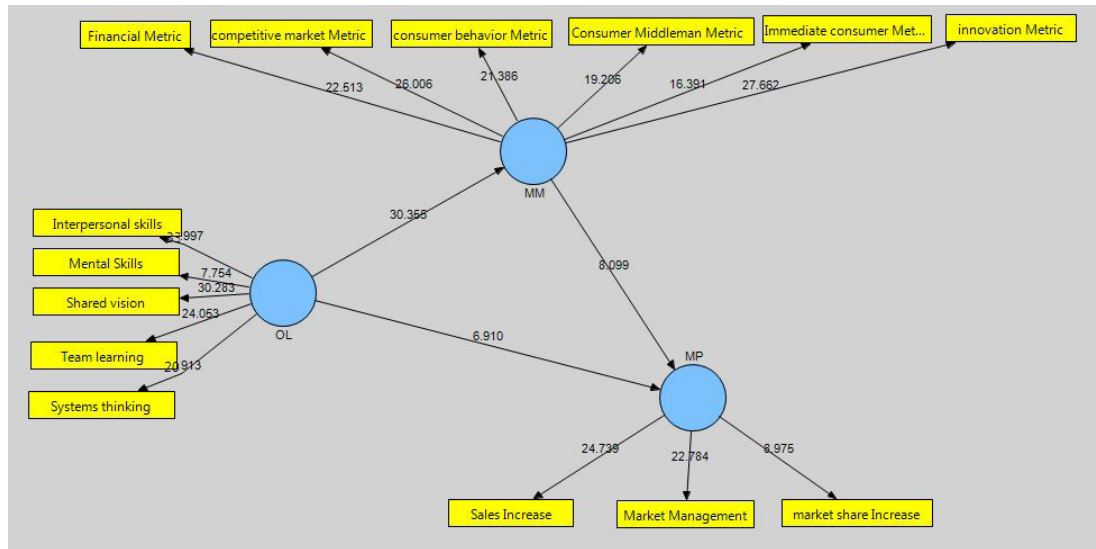 Financial Metric
competitive market Metric
consumer behavior Metric
Consumer Middleman Metric
Immediate consumer Met...
innovation Metric
22.513
26.006
21.386
19.206
16.391
27.662
MM
30.355
8.099
Interpersonal skills
Mental Skills
7.754
Shared vision
30.283
Team learning
24.053
Systems thinking
20.913
OL
6.910
MP
24.739
22.784
8.975
Sales Increase
Market Management
market share Increase